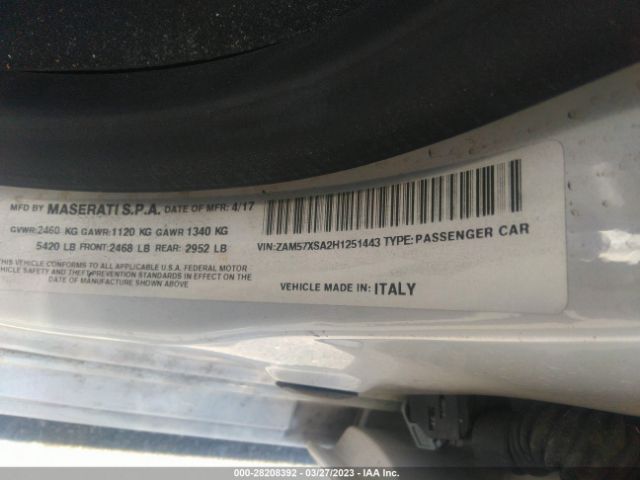 MFD BY MASERATI S.P.A. DATE OF MFR: 4/17
GVWR:2460 KG GAWR:1120 KG GAWR 1340 KG
5420 LB FRONT:2468 LB REAR: 2952 LB
THIS VEHICLE CONFORMS TO ALL APPLICABLE U.S.A. FEDERAL MOTOR
VEHICLE SAFETY AND THEFT PREVENTION STANDARDS IN EFFECT ON THE
DATE OF MANUFACTURE SHOWN ABOVE
VIN:ZAM57XSA2H1251443 TYPE:PASSENGER CAR
VEHICLE MADE IN: ITALY
000-28208392 - 03/27/2023 - IAA Inc.